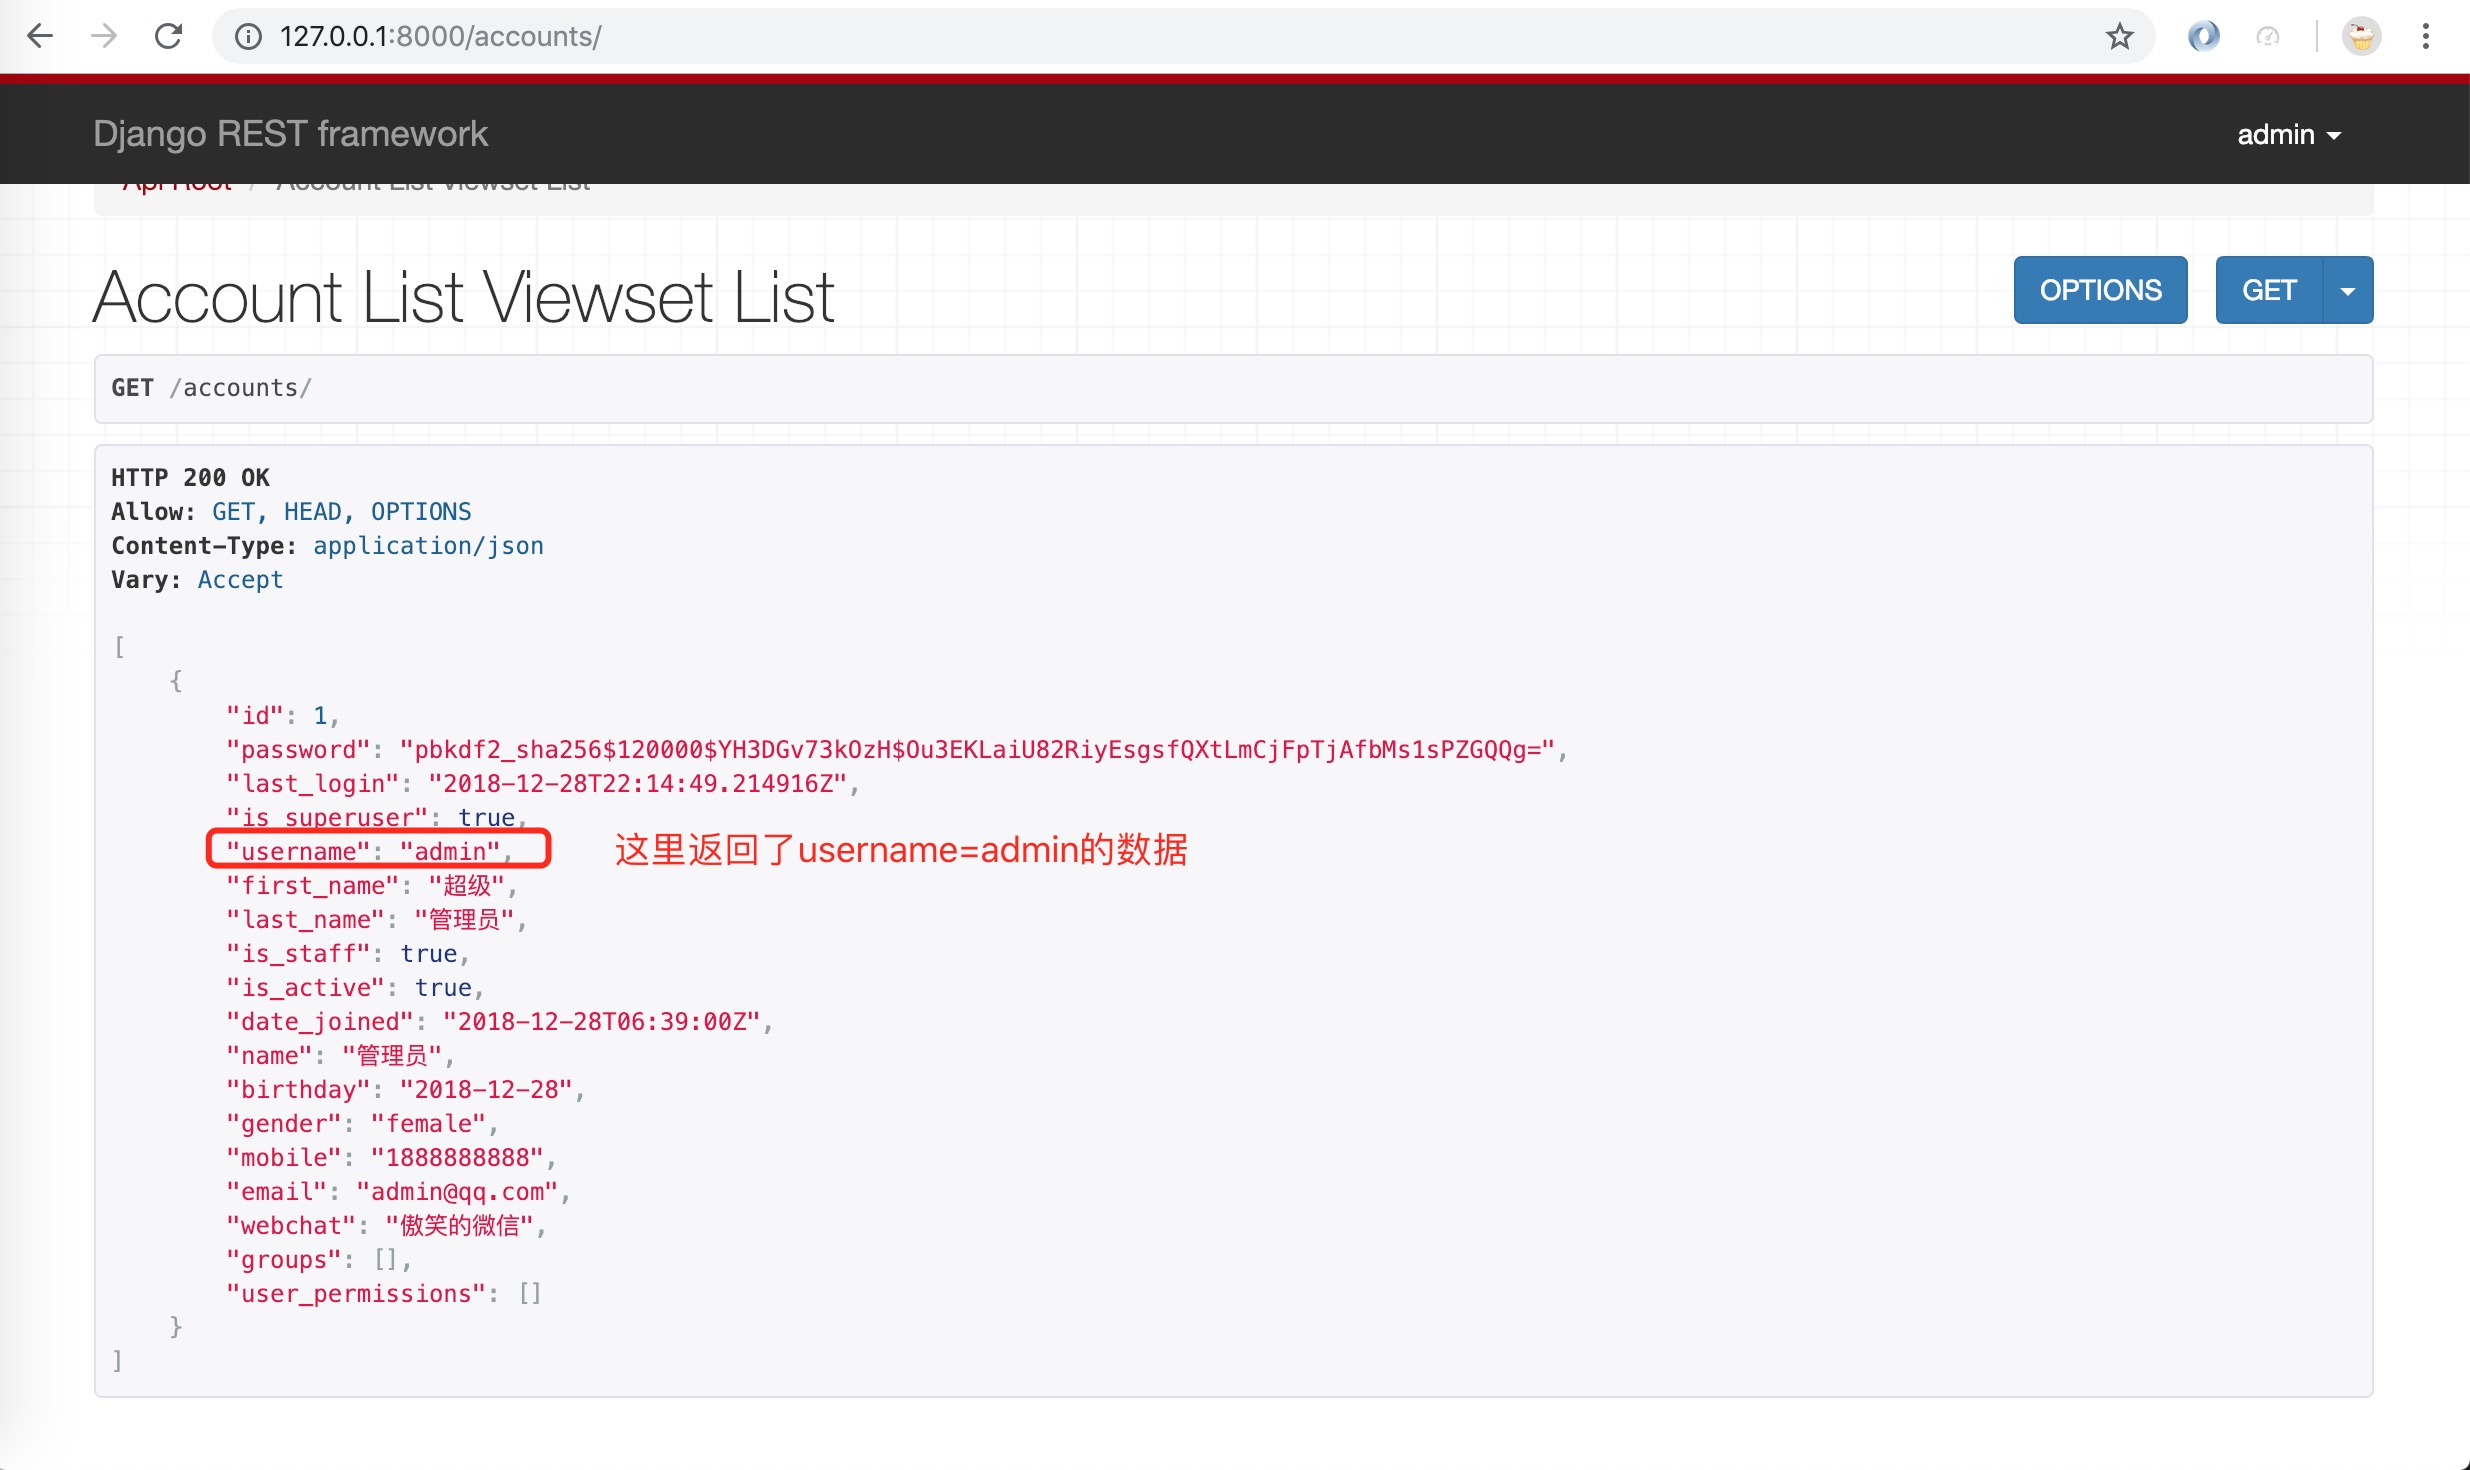 127.0.0.1:8000/accounts/
Django REST framework
admin
Api Root / Account List Viewset List
Account List Viewset List
OPTIONS
GET
GET /accounts/
HTTP 200 OK
Allow: GET, HEAD, OPTIONS
Content-Type: application/json
Vary: Accept
[
{
"id": 1,
"password": "pbkdf2_sha256$120000$YH3DGv73kOzH$Ou3EKLaiU82RiyEsgsfQXtLmCjFpTjAfbMs1sPZGQQg=",
"last_login": "2018-12-28T22:14:49.214916Z",
"is_superuser": true,
"username": "admin", 这里返回了username=admin的数据
"first_name": "超级",
"last_name": "管理员",
"is_staff": true,
"is_active": true,
"date_joined": "2018-12-28T06:39:00Z",
"name": "管理员",
"birthday": "2018-12-28",
"gender": "female",
"mobile": "1888888888",
"email": "admin@qq.com",
"webchat": "傲笑的微信",
"groups": [],
"user_permissions": []
}
]